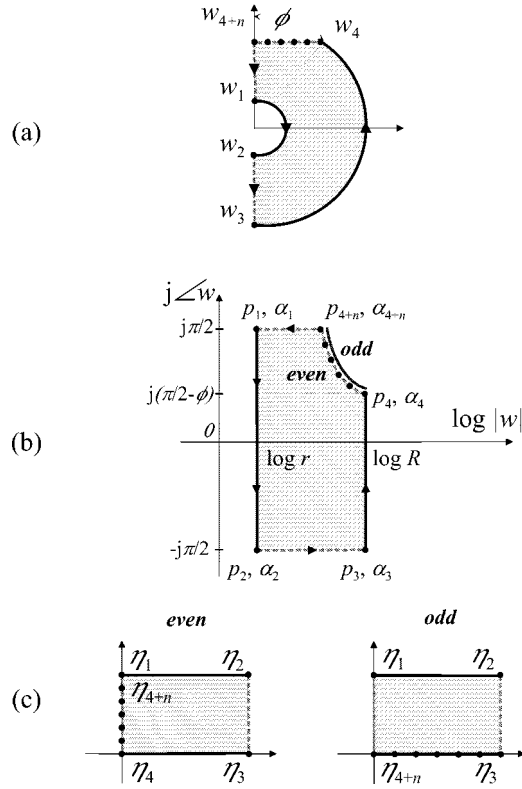 w₄₊ₙ ϕ w₄
w₁
(a)
w₂
w₃
j∠w p₁, α₁ p₄₊ₙ, α₄₊ₙ
jπ/2
odd
even
j(π/2-ϕ) p₄, α₄
(b)
0 log |w|
log r log R
-jπ/2
p₂, α₂ p₃, α₃
even odd
η₁ η₂ η₁ η₂
(c) η₄₊ₙ
η₄ η₃ η₄₊ₙ η₃